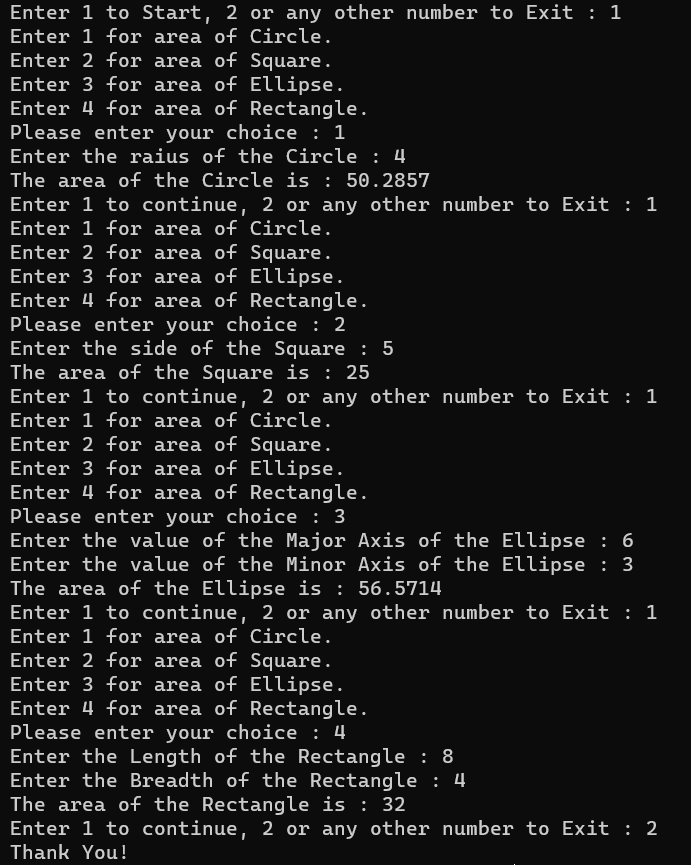 Enter 1 to Start, 2 or any other number to Exit : 1
Enter 1 for area of Circle.
Enter 2 for area of Square.
Enter 3 for area of Ellipse.
Enter 4 for area of Rectangle.
Please enter your choice : 1
Enter the raius of the Circle : 4
The area of the Circle is : 50.2857
Enter 1 to continue, 2 or any other number to Exit : 1
Enter 1 for area of Circle.
Enter 2 for area of Square.
Enter 3 for area of Ellipse.
Enter 4 for area of Rectangle.
Please enter your choice : 2
Enter the side of the Square : 5
The area of the Square is : 25
Enter 1 to continue, 2 or any other number to Exit : 1
Enter 1 for area of Circle.
Enter 2 for area of Square.
Enter 3 for area of Ellipse.
Enter 4 for area of Rectangle.
Please enter your choice : 3
Enter the value of the Major Axis of the Ellipse : 6
Enter the value of the Minor Axis of the Ellipse : 3
The area of the Ellipse is : 56.5714
Enter 1 to continue, 2 or any other number to Exit : 1
Enter 1 for area of Circle.
Enter 2 for area of Square.
Enter 3 for area of Ellipse.
Enter 4 for area of Rectangle.
Please enter your choice : 4
Enter the Length of the Rectangle : 8
Enter the Breadth of the Rectangle : 4
The area of the Rectangle is : 32
Enter 1 to continue, 2 or any other number to Exit : 2
Thank You!